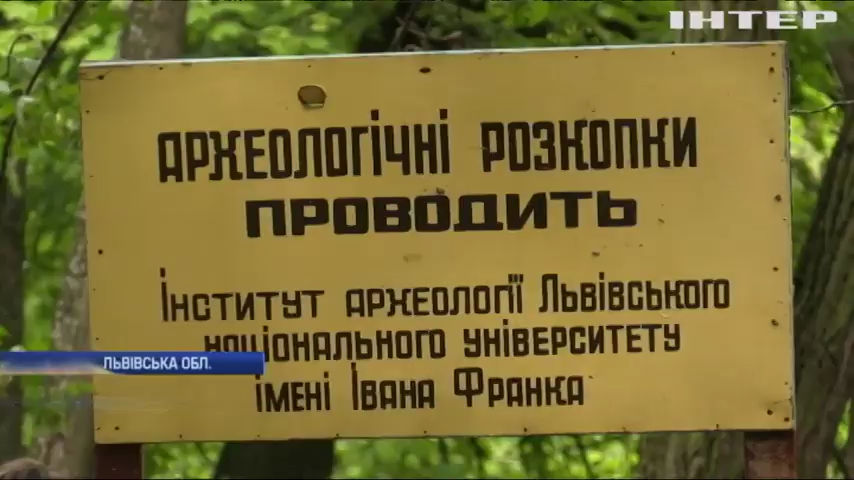 ІНТЕР
АРХЕОЛОГІЧНІ РОЗКОПКИ
ПРОВОДИТЬ
ІНСТИТУТ АРХЕОЛОГІЇ ЛЬВІВСЬКОГО
НАЦІОНАЛЬНОГО УНІВЕРСИТЕТУ
ІМЕНІ ІВАНА ФРАНКА
ЛЬВІВСЬКА ОБЛ.